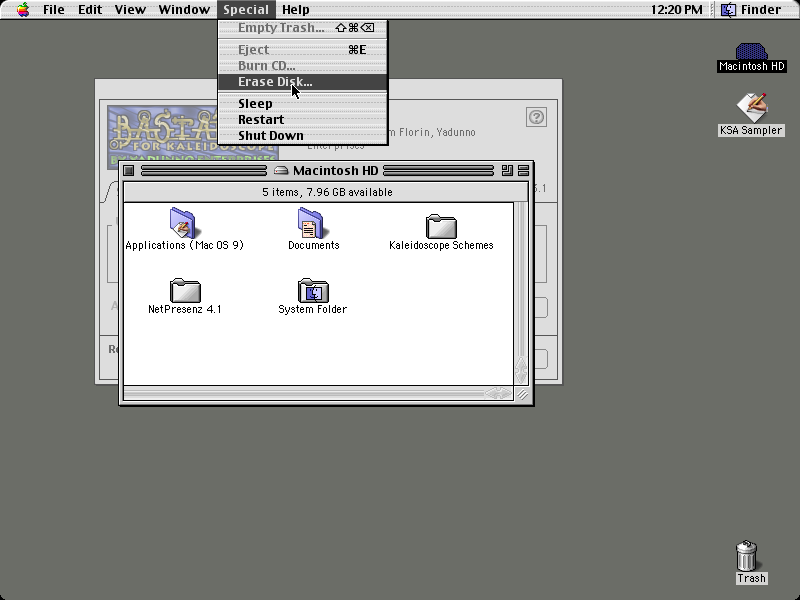 File Edit View Window Special Help 12:20 PM Finder
Empty Trash... ⇧⌘⌫
Eject ⌘E
Burn CD...
Erase Disk...
Sleep
Restart
Shut Down
Macintosh HD
KSA Sampler
FOR KALEIDOSCOPE
m Florin, Yadunno
Enterprises
Macintosh HD
5 items, 7.96 GB available
Applications (Mac OS 9)
Documents
Kaleidoscope Schemes
NetPresenz 4.1
System Folder
Trash